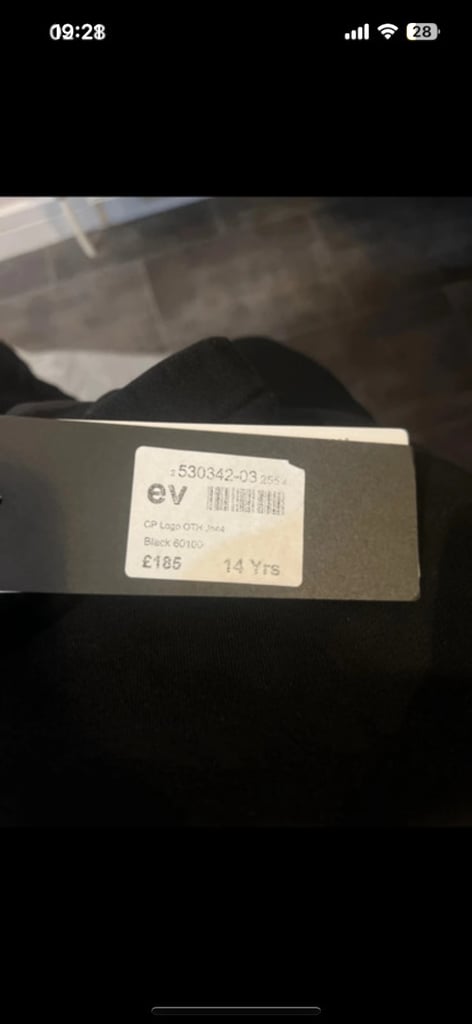 09:28
28
530342-03
ev
CP Logo OTH
Black 60100
£185 14 Yrs